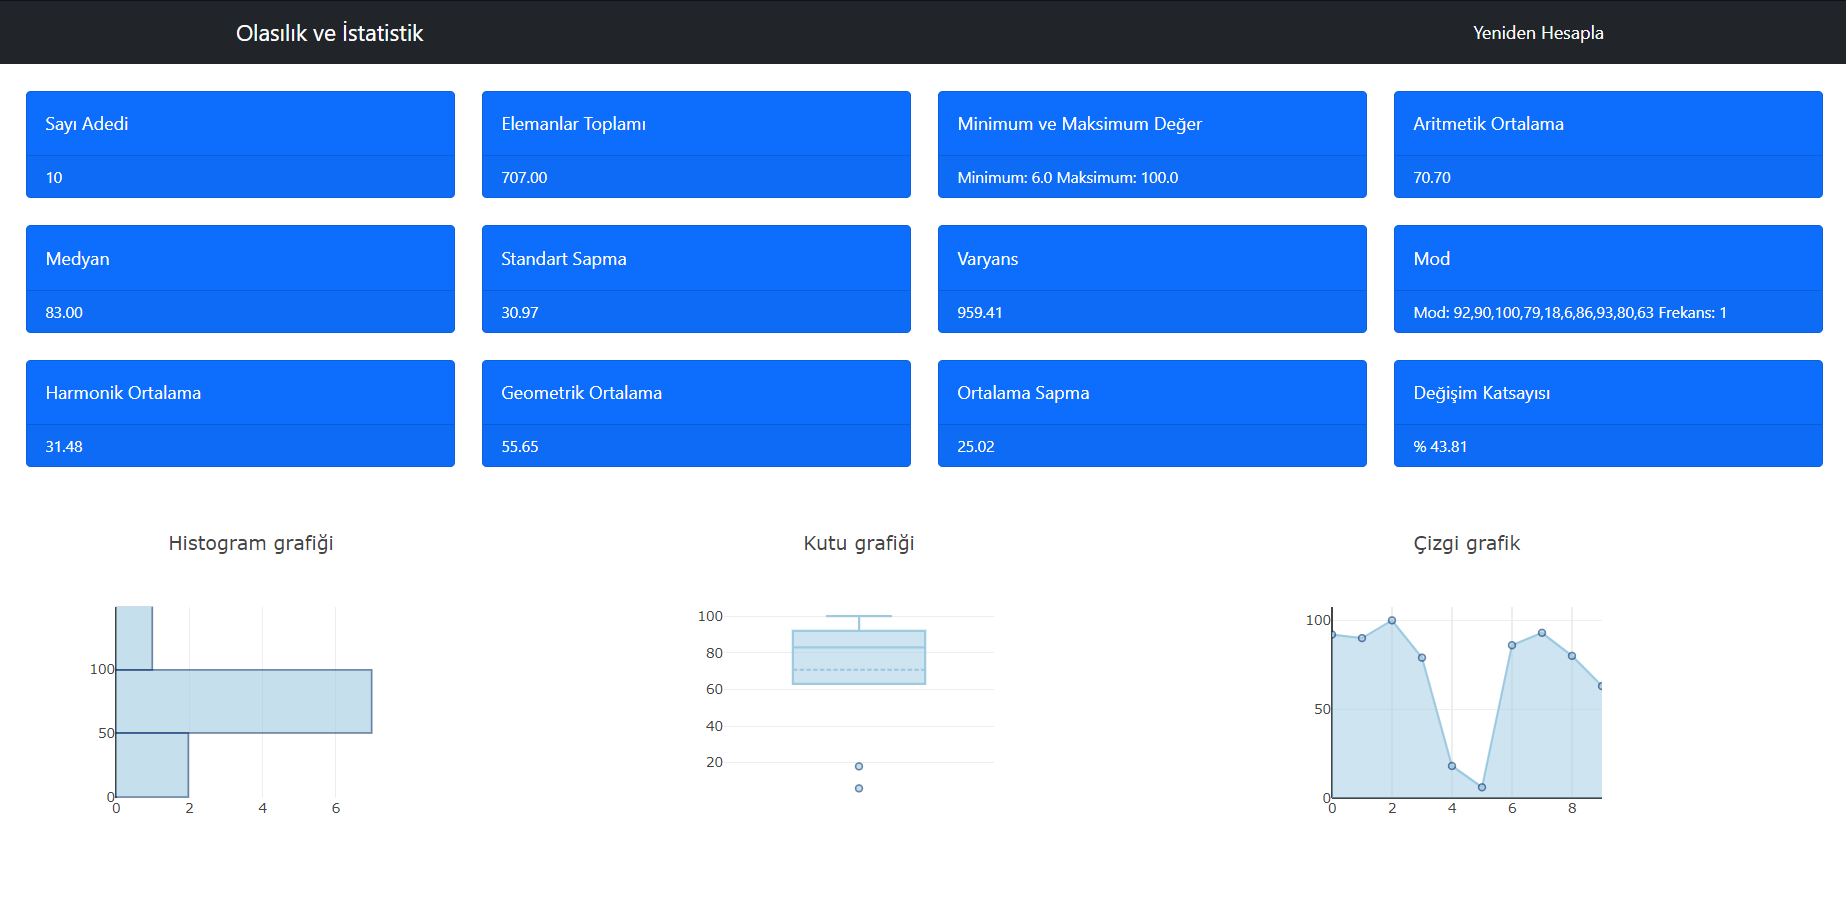 Olasılık ve İstatistik
Yeniden Hesapla
Sayı Adedi
10
Elemanlar Toplamı
707.00
Minimum ve Maksimum Değer
Minimum: 6.0 Maksimum: 100.0
Aritmetik Ortalama
70.70
Medyan
83.00
Standart Sapma
30.97
Varyans
959.41
Mod
Mod: 92,90,100,79,18,6,86,93,80,63 Frekans: 1
Harmonik Ortalama
31.48
Geometrik Ortalama
55.65
Ortalama Sapma
25.02
Değişim Katsayısı
% 43.81
Histogram grafiği
100
50
0
0 2 4 6
Kutu grafiği
100
80
60
40
20
Çizgi grafik
100
50
0
0 2 4 6 8